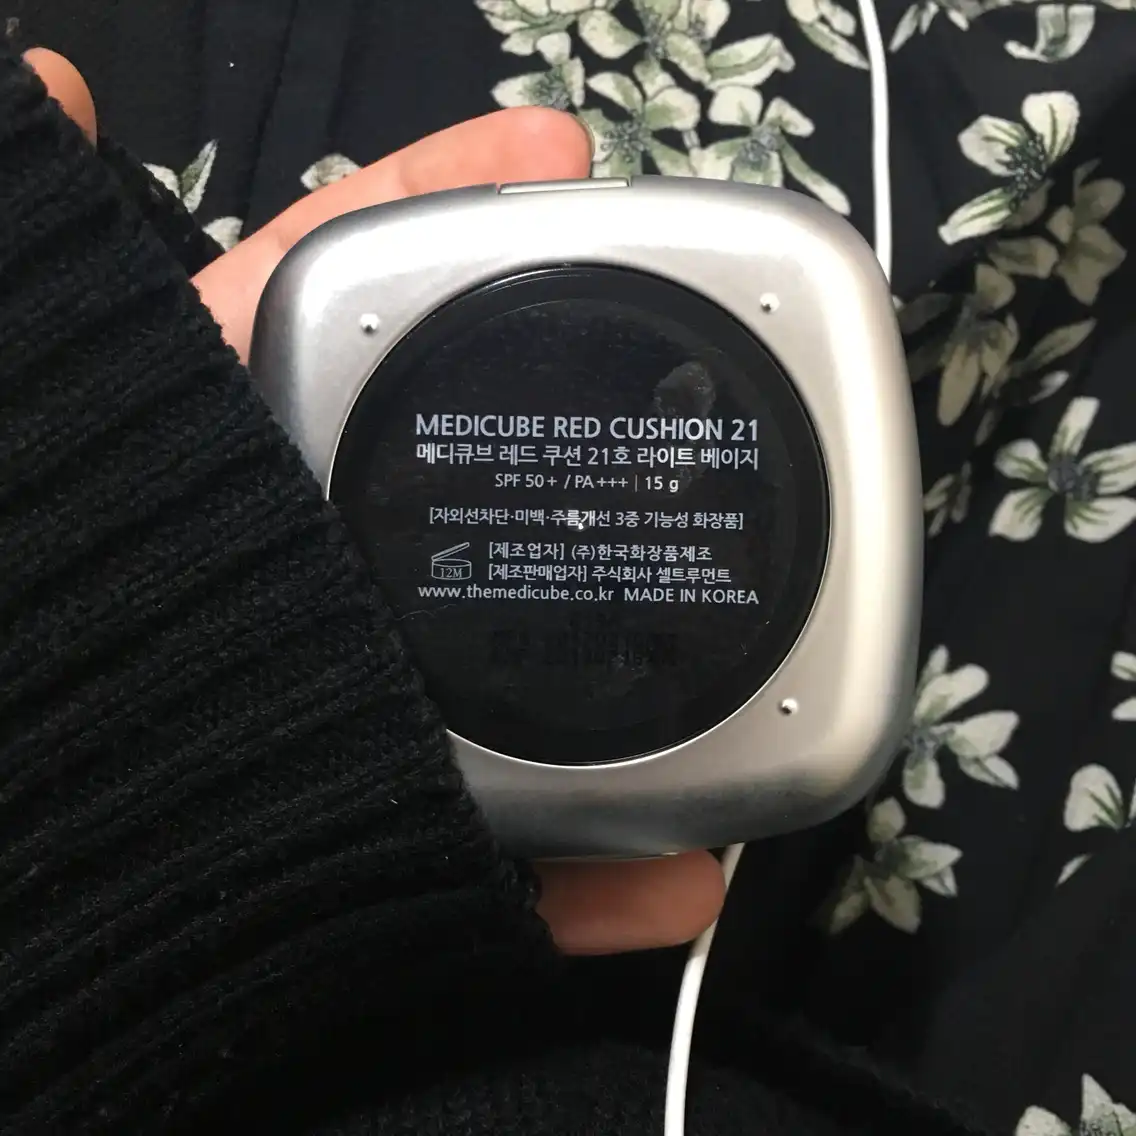 MEDICUBE RED CUSHION 21
메디큐브 레드 쿠션 21호 라이트 베이지
SPF 50+ / PA+++ | 15 g
[자외선차단·미백·주름개선 3중 기능성 화장품]
12M
[제조업자] (주)한국화장품제조
[제조판매업자] 주식회사 셀트루먼트
www.themedicube.co.kr MADE IN KOREA